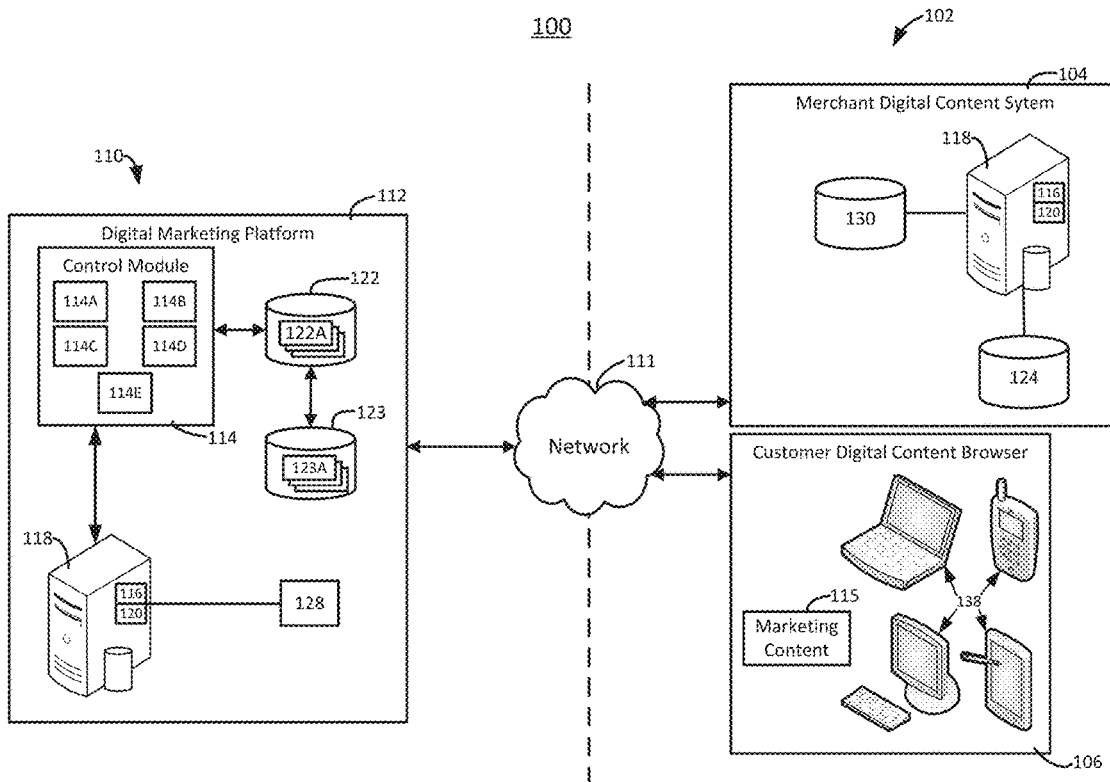 100
102
104
Merchant Digital Content Sytem
118
116
120
130
124
110
112
Digital Marketing Platform
Control Module
114A
114B
114C
114D
114E
114
122
122A
123
123A
118
116
120
128
111
Network
Customer Digital Content Browser
138
115
Marketing
Content
106